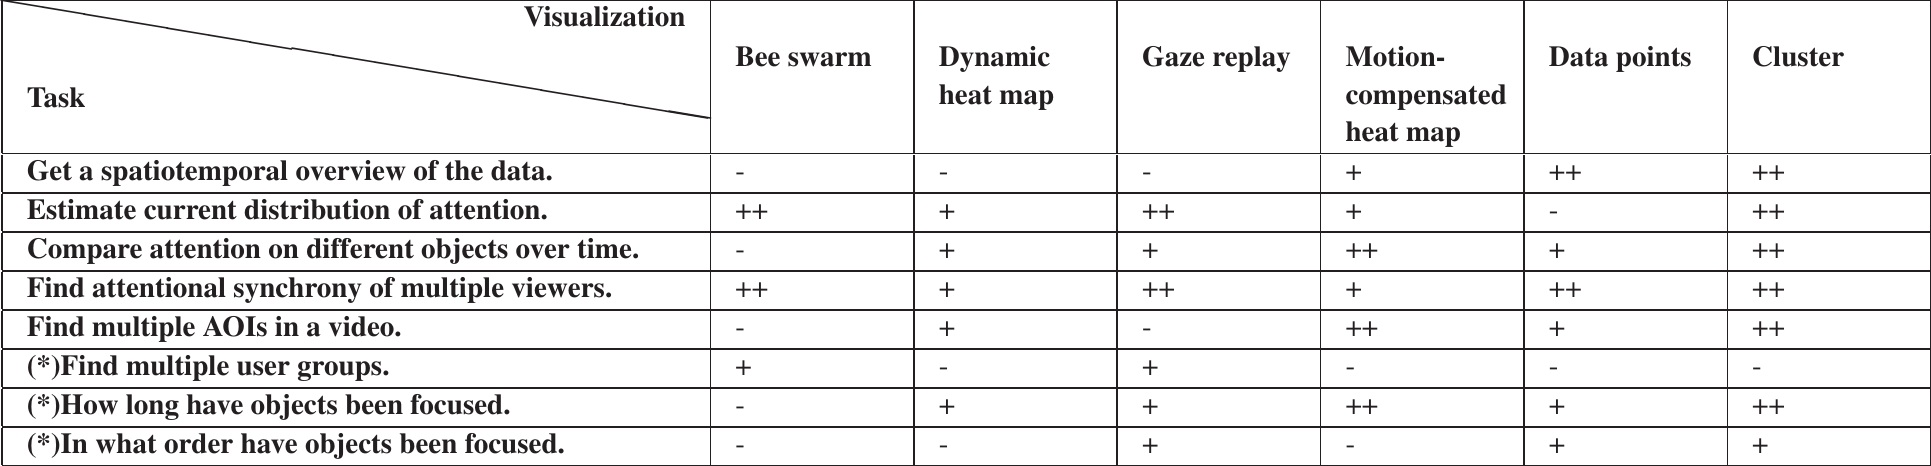 Visualization
Task
Bee swarm
Dynamic
heat map
Gaze replay
Motion-
compensated
heat map
Data points
Cluster
Get a spatiotemporal overview of the data. - - - + ++ ++
Estimate current distribution of attention. ++ + ++ + - ++
Compare attention on different objects over time. - + + ++ + ++
Find attentional synchrony of multiple viewers. ++ + ++ + ++ ++
Find multiple AOIs in a video. - + - ++ + ++
(*)Find multiple user groups. + - + - - -
(*)How long have objects been focused. - + + ++ + ++
(*)In what order have objects been focused. - - + - + +